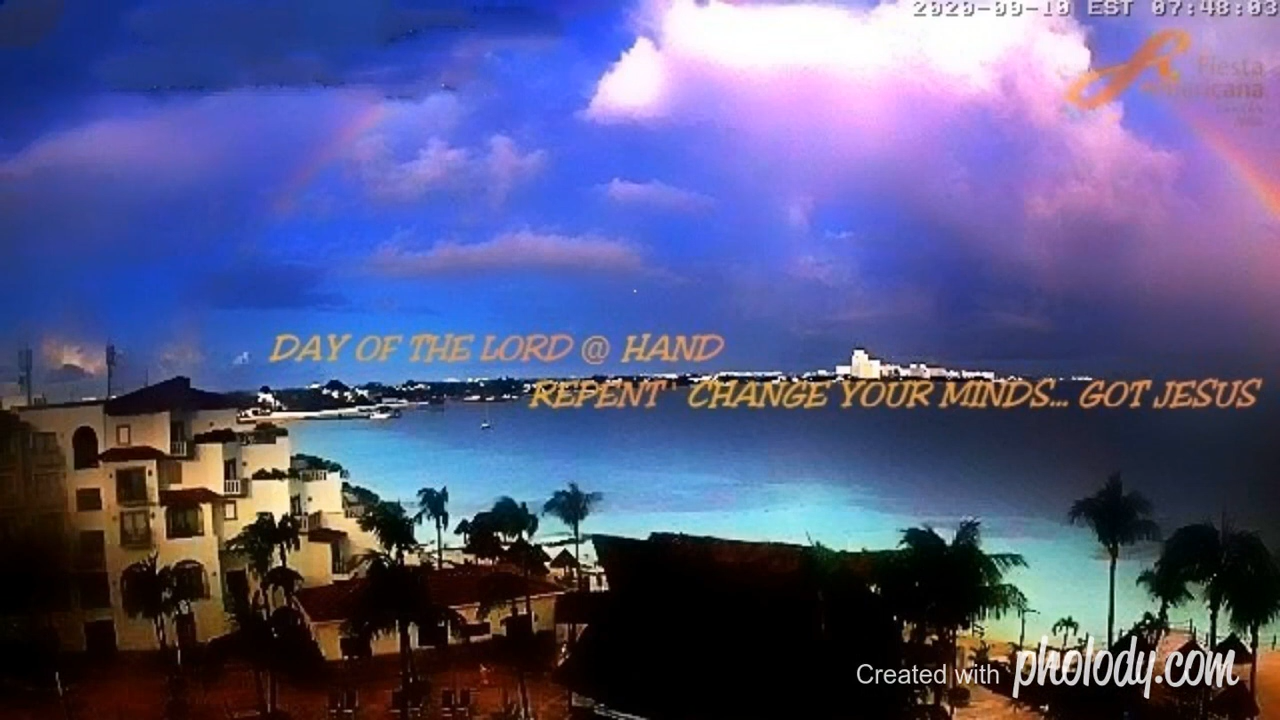 2020-09-10 EST 07:48:03
Fiesta
Americana
DAY OF THE LORD @ HAND
REPENT " CHANGE YOUR MINDS... GOT JESUS
Created with pholody.com